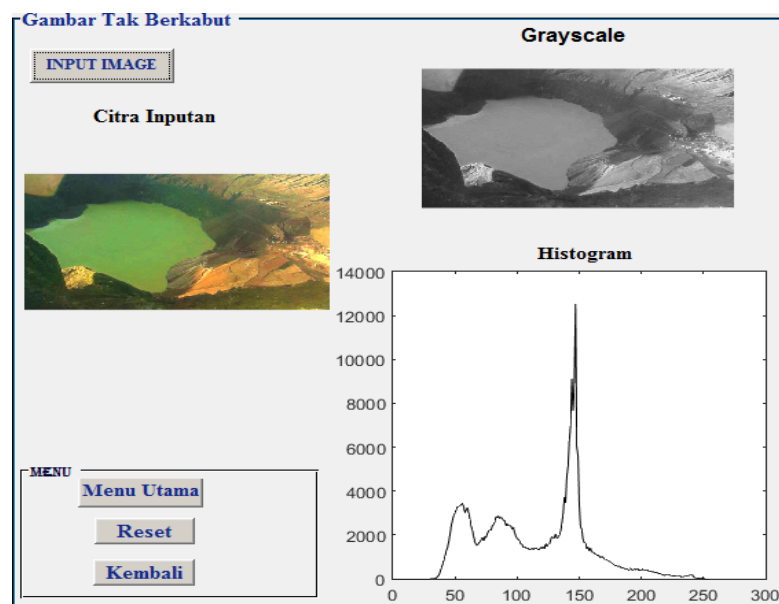 Gambar Tak Berkabut
INPUT IMAGE
Citra Inputan
Grayscale
Histogram
14000
12000
10000
8000
6000
4000
2000
0
0 50 100 150 200 250 300
MENU
Menu Utama
Reset
Kembali